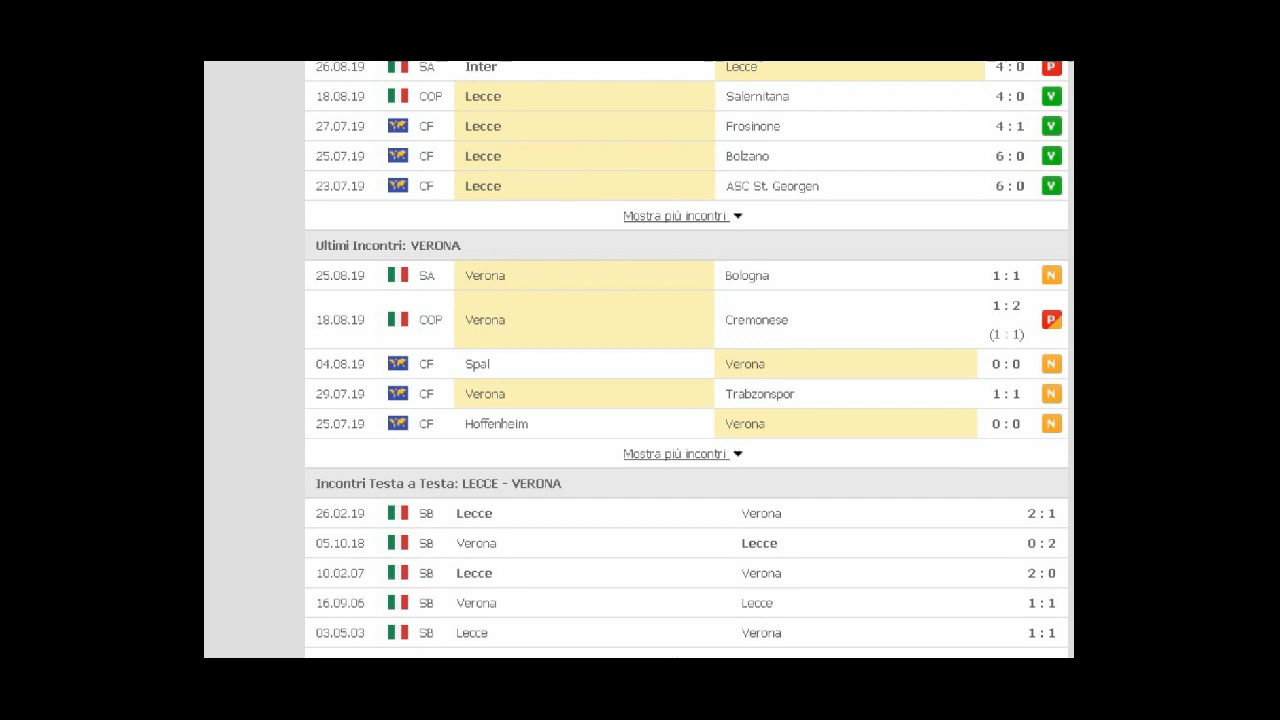 26.08.19 SA Inter Lecce 4 : 0 P
18.08.19 COP Lecce Salernitana 4 : 0 V
27.07.19 CF Lecce Frosinone 4 : 1 V
25.07.19 CF Lecce Bolzano 6 : 0 V
23.07.19 CF Lecce ASC St. Georgen 6 : 0 V
Mostra più incontri
Ultimi Incontri: VERONA
25.08.19 SA Verona Bologna 1 : 1 N
18.08.19 COP Verona Cremonese 1 : 2 P
(1 : 1)
04.08.19 CF Spal Verona 0 : 0 N
29.07.19 CF Verona Trabzonspor 1 : 1 N
25.07.19 CF Hoffenheim Verona 0 : 0 N
Mostra più incontri
Incontri Testa a Testa: LECCE - VERONA
26.02.19 SB Lecce Verona 2 : 1
05.10.18 SB Verona Lecce 0 : 2
10.02.07 SB Lecce Verona 2 : 0
16.09.06 SB Verona Lecce 1 : 1
03.05.03 SB Lecce Verona 1 : 1